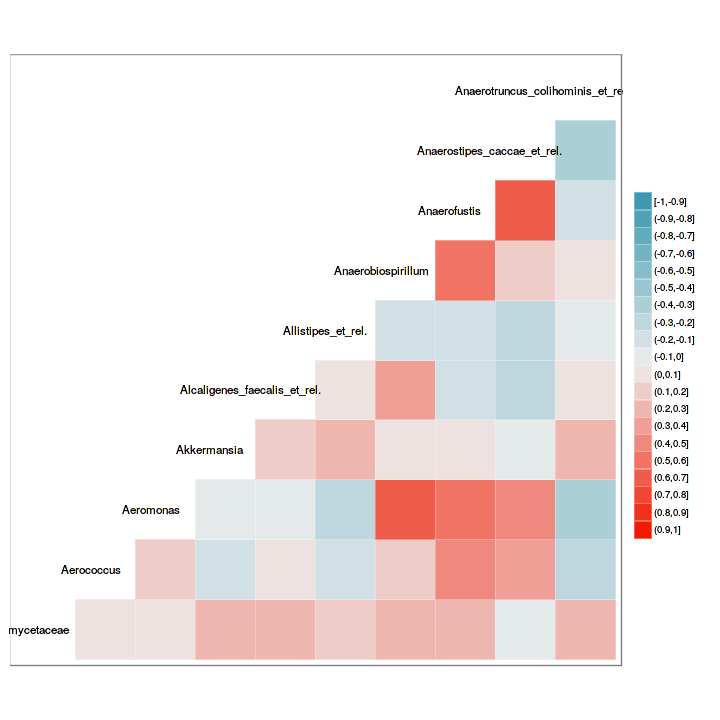 Anaerotruncus_colihominis_et_re
Anaerostipes_caccae_et_rel.
Anaerofustis
Anaerobiospirillum
Allistipes_et_rel.
Alcaligenes_faecalis_et_rel.
Akkermansia
Aeromonas
Aerococcus
mycetaceae
[-1,-0.9]
(-0.9,-0.8]
(-0.8,-0.7]
(-0.7,-0.6]
(-0.6,-0.5]
(-0.5,-0.4]
(-0.4,-0.3]
(-0.3,-0.2]
(-0.2,-0.1]
(-0.1,0]
(0,0.1]
(0.1,0.2]
(0.2,0.3]
(0.3,0.4]
(0.4,0.5]
(0.5,0.6]
(0.6,0.7]
(0.7,0.8]
(0.8,0.9]
(0.9,1]